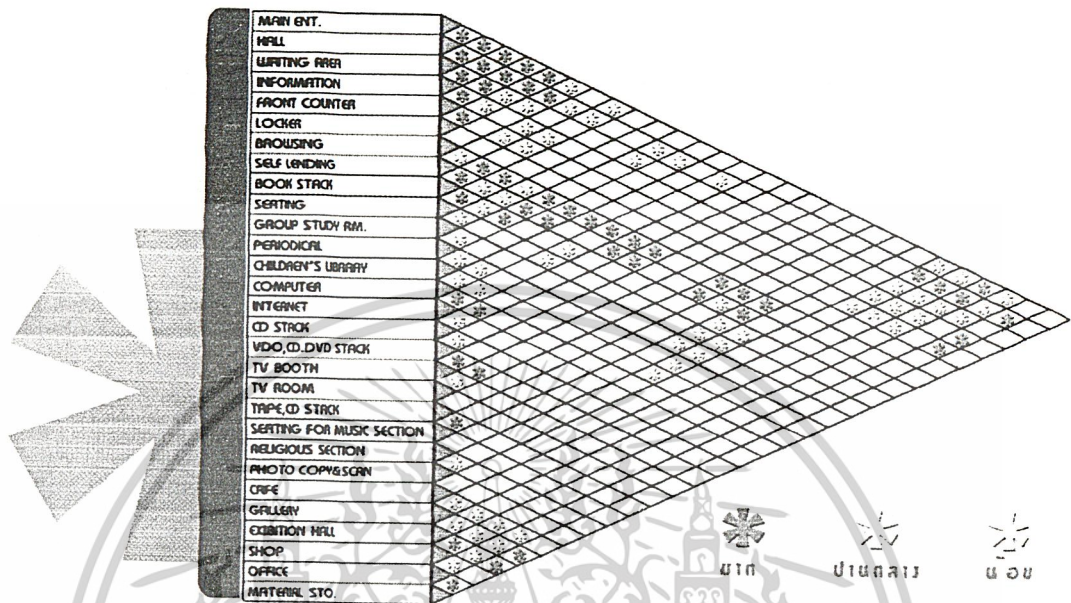 MAIN ENT.
HALL
WAITING AREA
INFORMATION
FRONT COUNTER
LOCKER
BROWSING
SELF LENDING
BOOK STACK
SEATING
GROUP STUDY RM.
PERIODICAL
CHILDREN'S LIBRARY
COMPUTER
INTERNET
CD STACK
VDO,CD.DVD STACK
TV BOOTH
TV ROOM
TAPE,CD STACK
SEATING FOR MUSIC SECTION
RELIGIOUS SECTION
PHOTO COPY&SCAN
CAFE
GALLERY
EXIBITION HALL
SHOP
OFFICE
MATERIAL STO.
มาก ปานกลาง น้อย